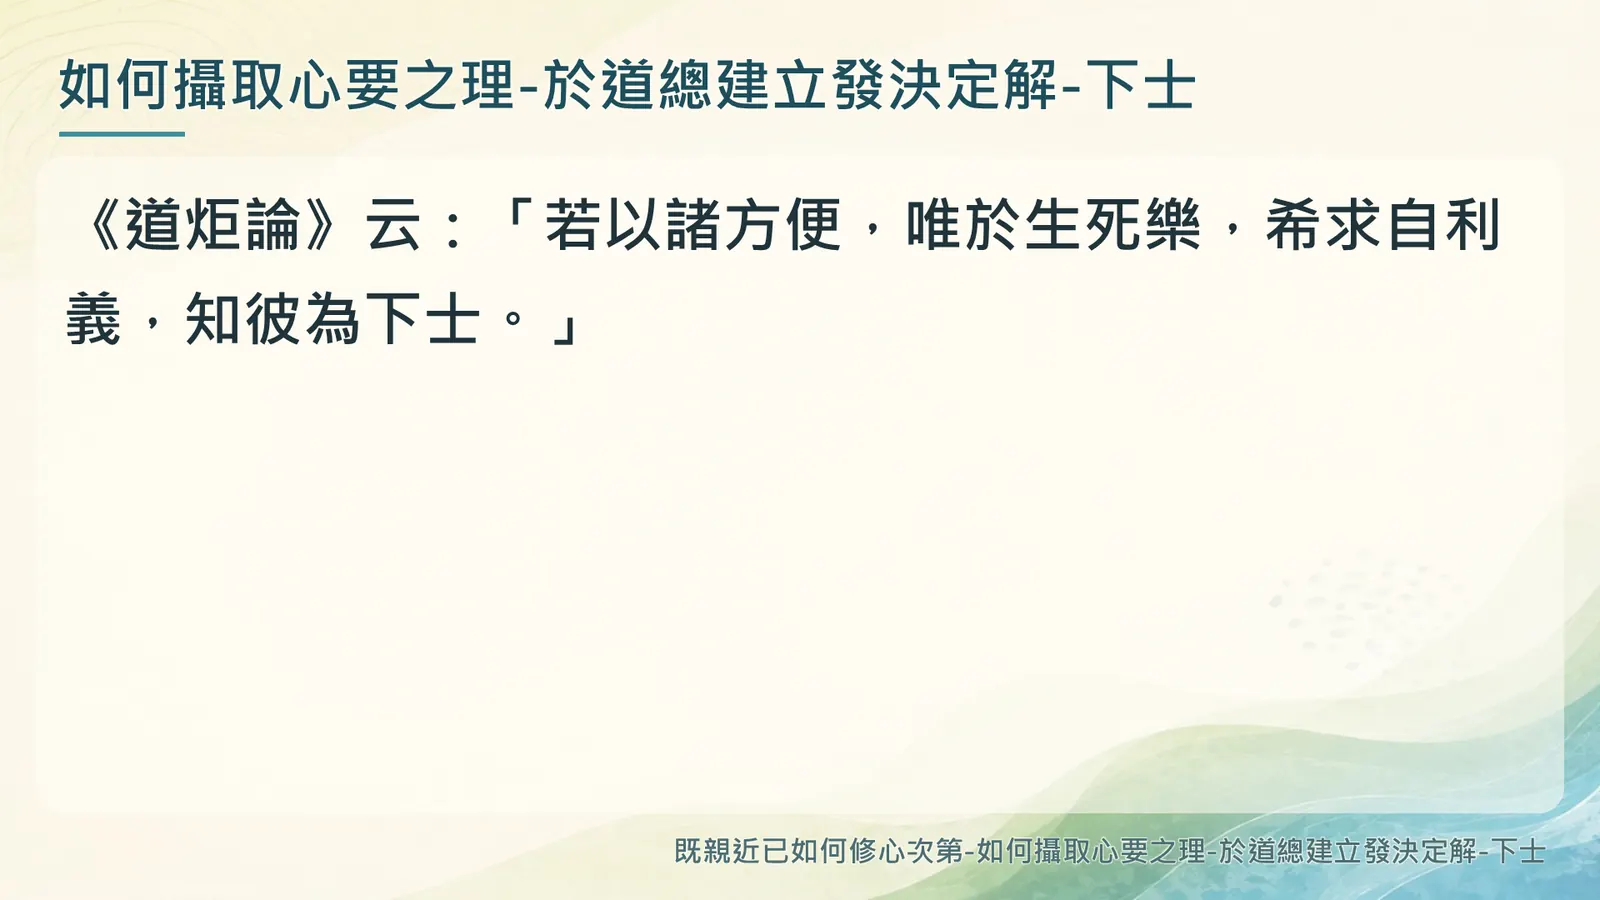 如何攝取心要之理-於道總建立發決定解-下士
《道炬論》云：「若以諸方便，唯於生死樂，希求自利
義，知彼為下士。」
既親近已如何修心次第-如何攝取心要之理-於道總建立發決定解-下士